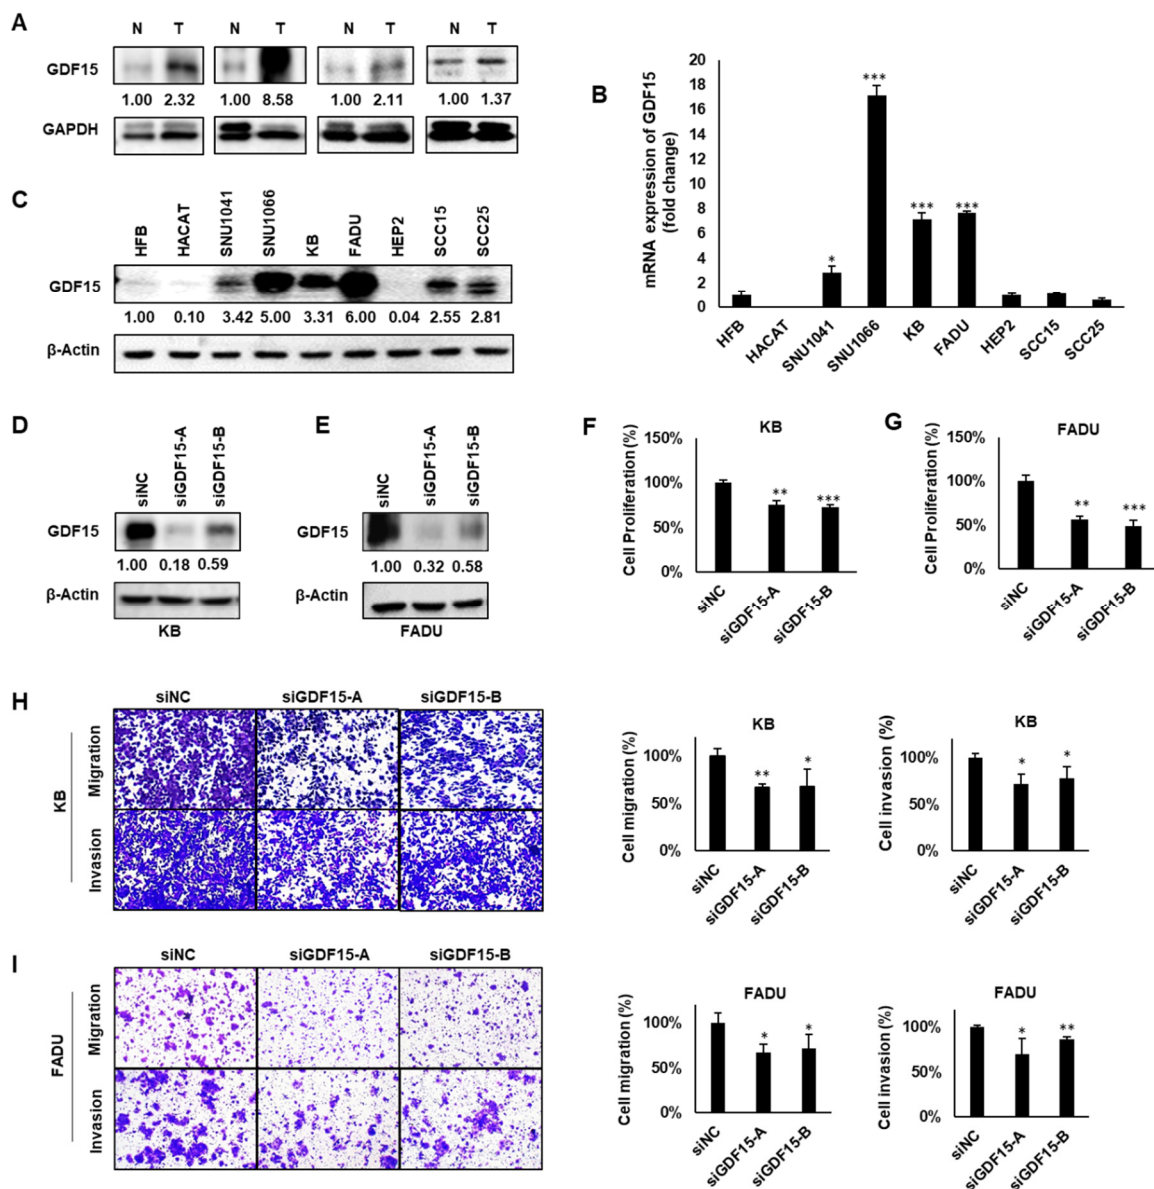 A
N T N T N T N T
GDF15
1.00 2.32 1.00 8.58 1.00 2.11 1.00 1.37
GAPDH
B
mRNA expression of GDF15
(fold change)
20
18
16
14
12
10
8
6
4
2
0
*
***
***
***
HFB HACAT SNU1041 SNU1066 KB FADU HEP2 SCC15 SCC25
C
HFB HACAT SNU1041 SNU1066 KB FADU HEP2 SCC15 SCC25
GDF15
1.00 0.10 3.42 5.00 3.31 6.00 0.04 2.55 2.81
β-Actin
D
siNC siGDF15-A siGDF15-B
GDF15
1.00 0.18 0.59
β-Actin
KB
E
siNC siGDF15-A siGDF15-B
1.00 0.32 0.58
FADU
F
KB
Cell Proliferation (%)
150%
100%
50%
0%
** ***
siNC siGDF15-A siGDF15-B
G
FADU
Cell Proliferation (%)
150%
100%
50%
0%
** ***
siNC siGDF15-A siGDF15-B
H
siNC siGDF15-A siGDF15-B
KB
Migration
Invasion
KB
Cell migration (%)
100%
50%
0%
** *
siNC siGDF15-A siGDF15-B
KB
Cell invasion (%)
100%
50%
0%
* *
siNC siGDF15-A siGDF15-B
I
siNC siGDF15-A siGDF15-B
FADU
Migration
Invasion
FADU
Cell migration (%)
100%
50%
0%
* *
siNC siGDF15-A siGDF15-B
FADU
Cell invasion (%)
100%
50%
0%
* **
siNC siGDF15-A siGDF15-B